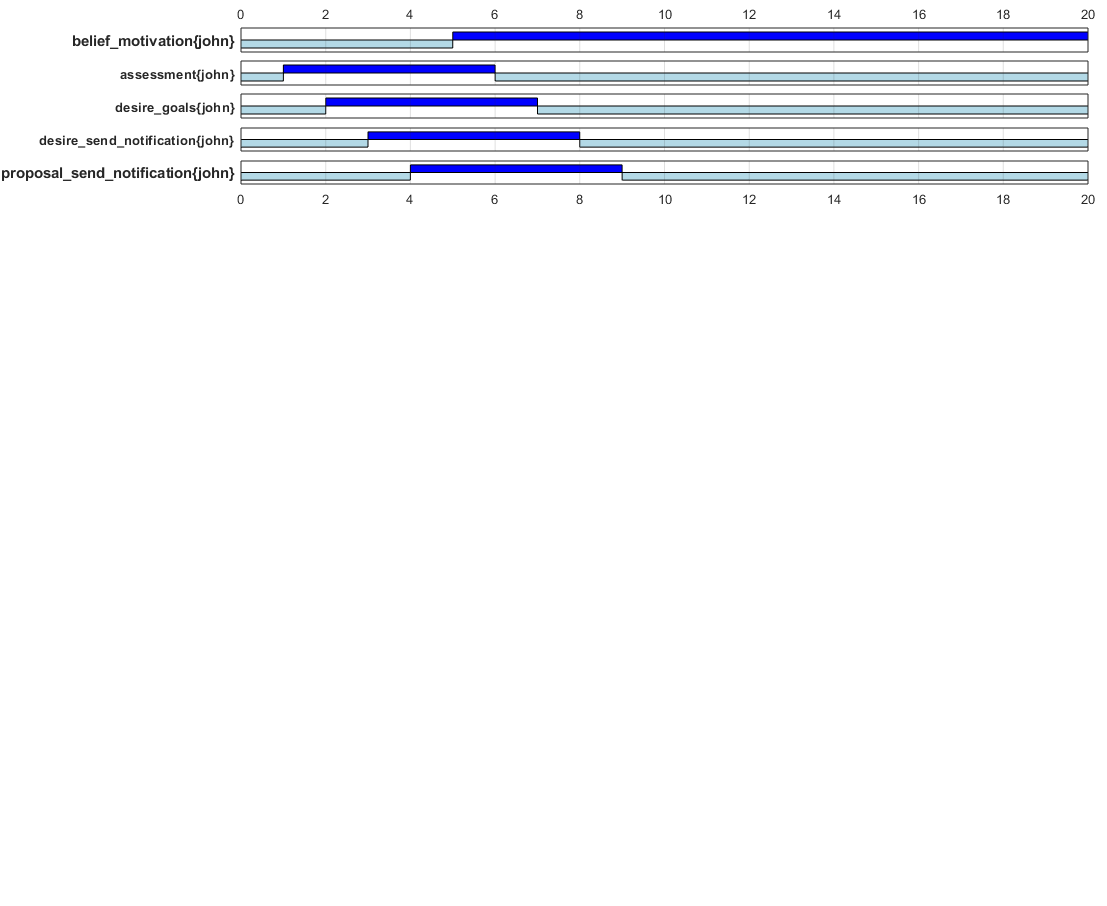 0 2 4 6 8 10 12 14 16 18 20
belief_motivation{john}
assessment{john}
desire_goals{john}
desire_send_notification{john}
proposal_send_notification{john}
0 2 4 6 8 10 12 14 16 18 20